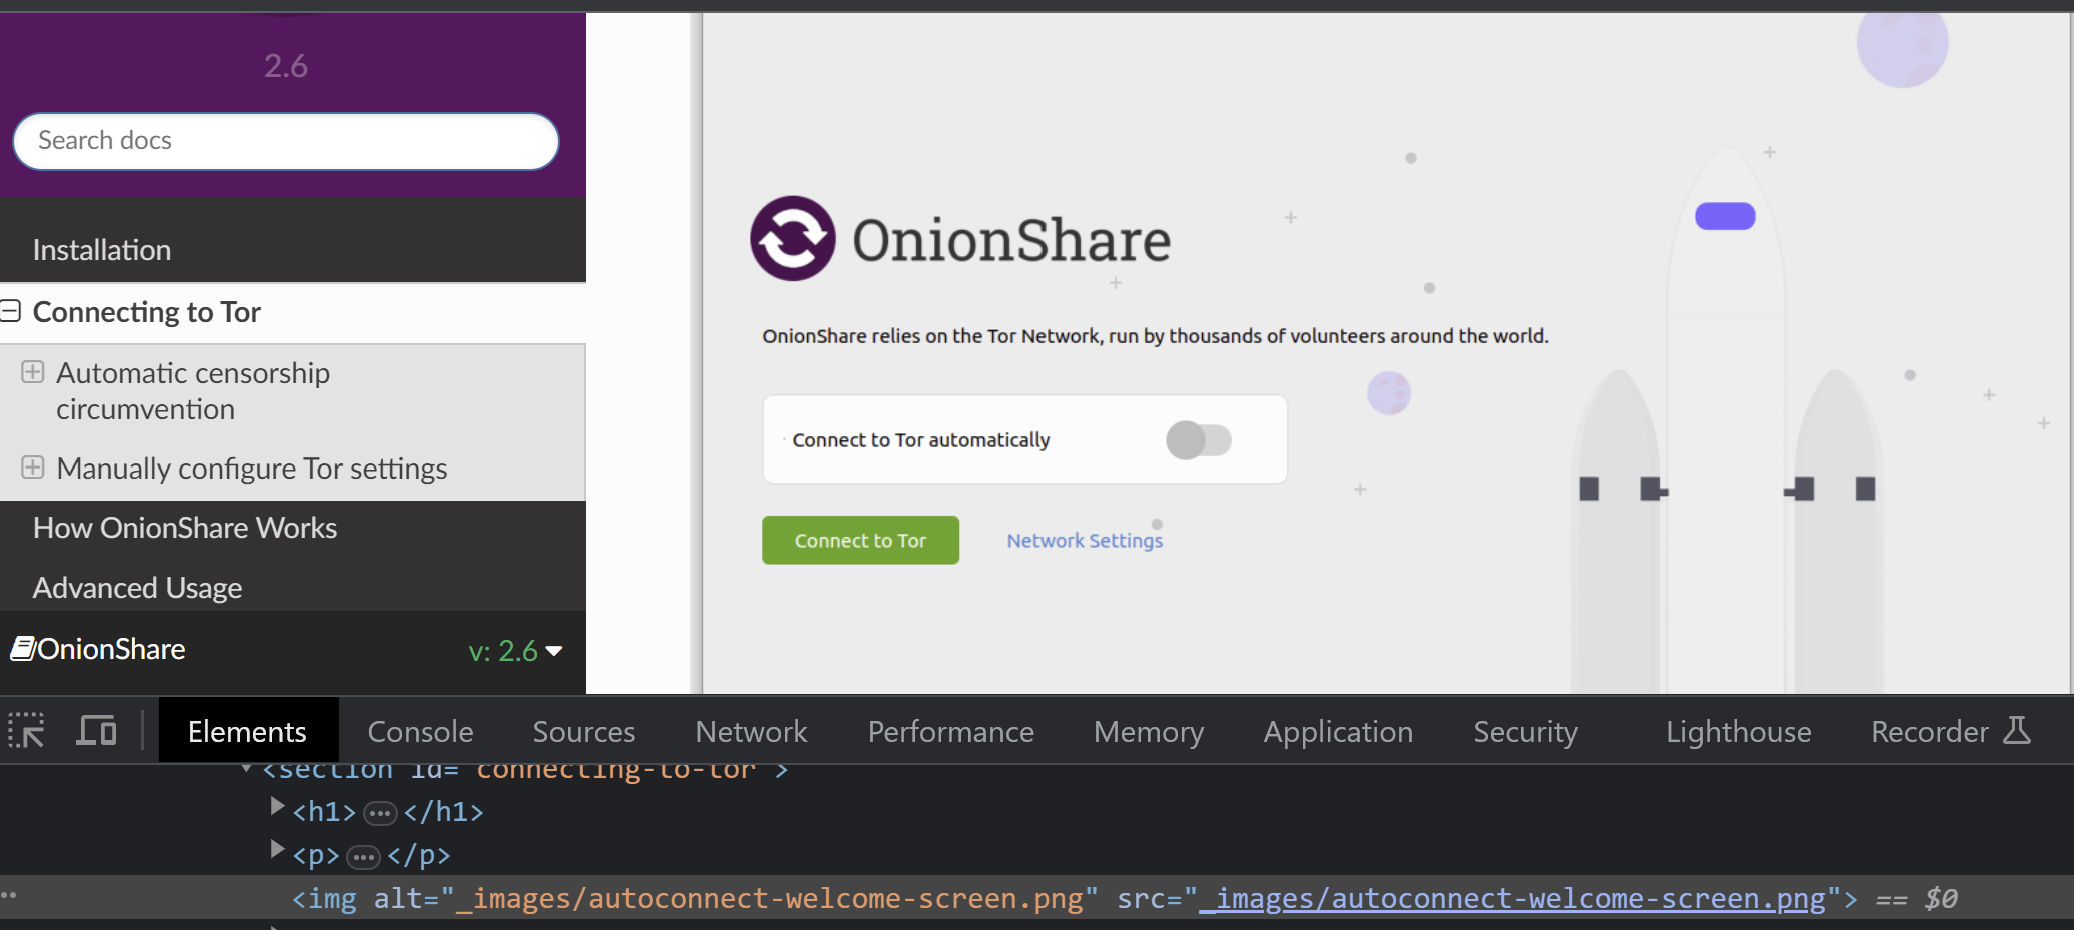 2.6
Search docs
Installation
Connecting to Tor
Automatic censorship
circumvention
Manually configure Tor settings
How OnionShare Works
Advanced Usage
OnionShare
v: 2.6
OnionShare
OnionShare relies on the Tor Network, run by thousands of volunteers around the world.
Connect to Tor automatically
Connect to Tor
Network Settings
Elements Console Sources Network Performance Memory Application Security Lighthouse Recorder
<section id="connecting-to-tor">
<h1>…</h1>
<p>…</p>
<img alt="_images/autoconnect-welcome-screen.png" src="_images/autoconnect-welcome-screen.png"> == $0